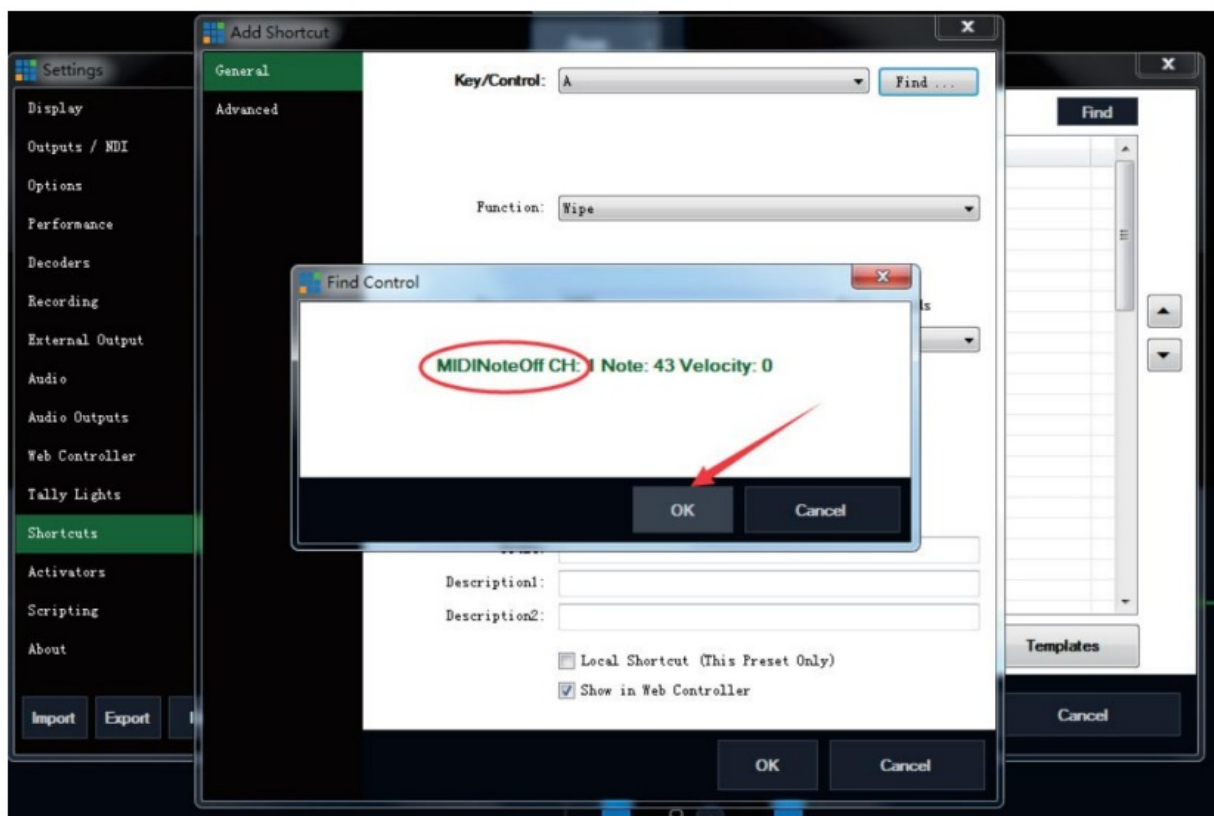 Add Shortcut
Settings
Display
Outputs / NDI
Options
Performance
Decoders
Recording
External Output
Audio
Audio Outputs
Web Controller
Tally Lights
Shortcuts
Activators
Scripting
About
Import
Export
General
Advanced
Key/Control:
A
Find ...
Function:
Wipe
Find
Find Control
MIDINoteOff CH: 1 Note: 43 Velocity: 0
OK
Cancel
Description1:
Description2:
Local Shortcut (This Preset Only)
Show in Web Controller
OK
Cancel
Templates
Cancel